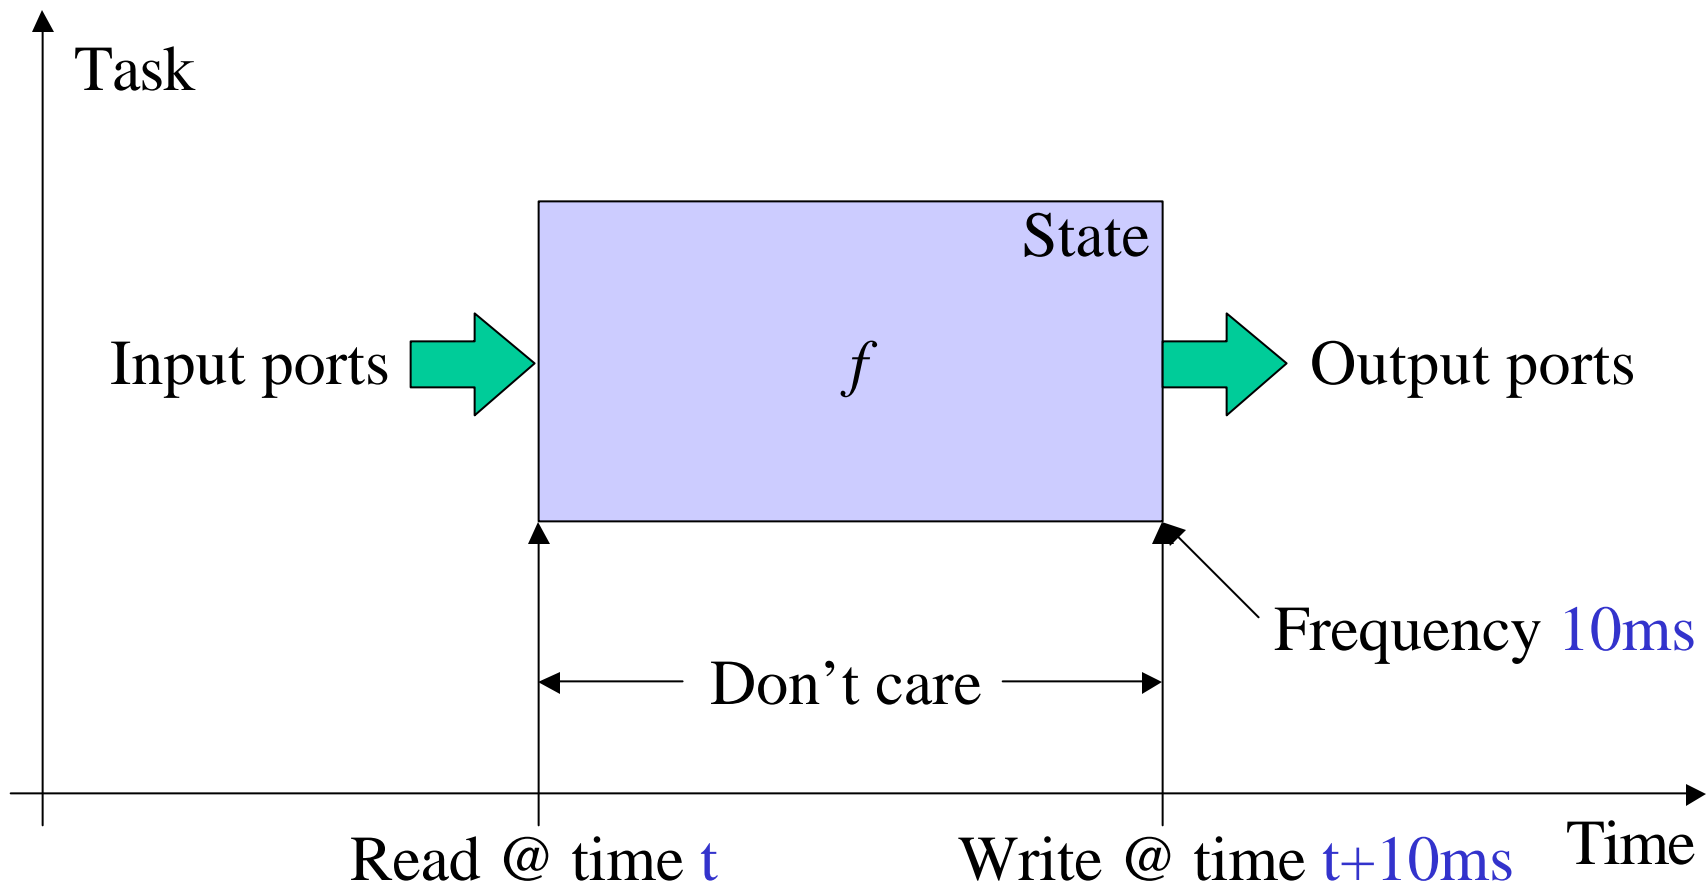 Task
State
Input ports
f
Output ports
Frequency 10ms
Don’t care
Time
Read @ time t
Write @ time t+10ms